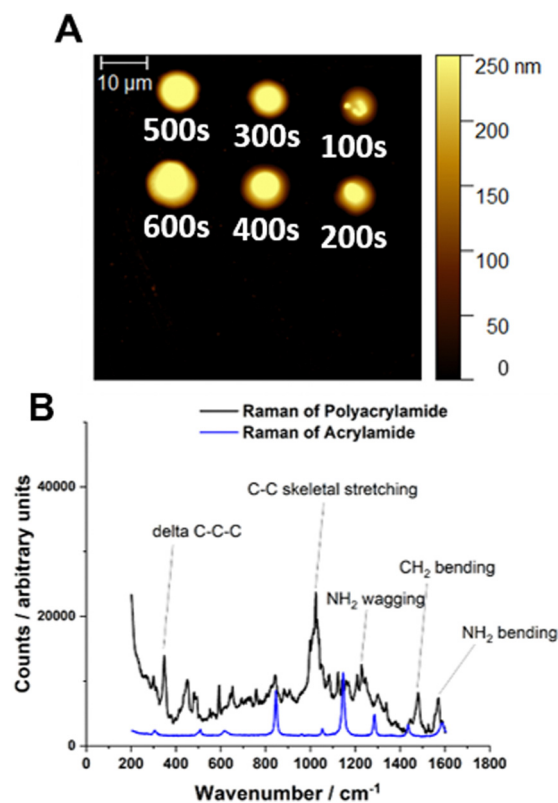 A
10 µm
250 nm
200
150
100
50
0
500s 300s 100s
600s 400s 200s
B
Raman of Polyacrylamide
Raman of Acrylamide
C-C skeletal stretching
delta C-C-C
CH₂ bending
NH₂ wagging
NH₂ bending
Counts / arbitrary units
40000
20000
0
0 200 400 600 800 1000 1200 1400 1600 1800
Wavenumber / cm⁻¹